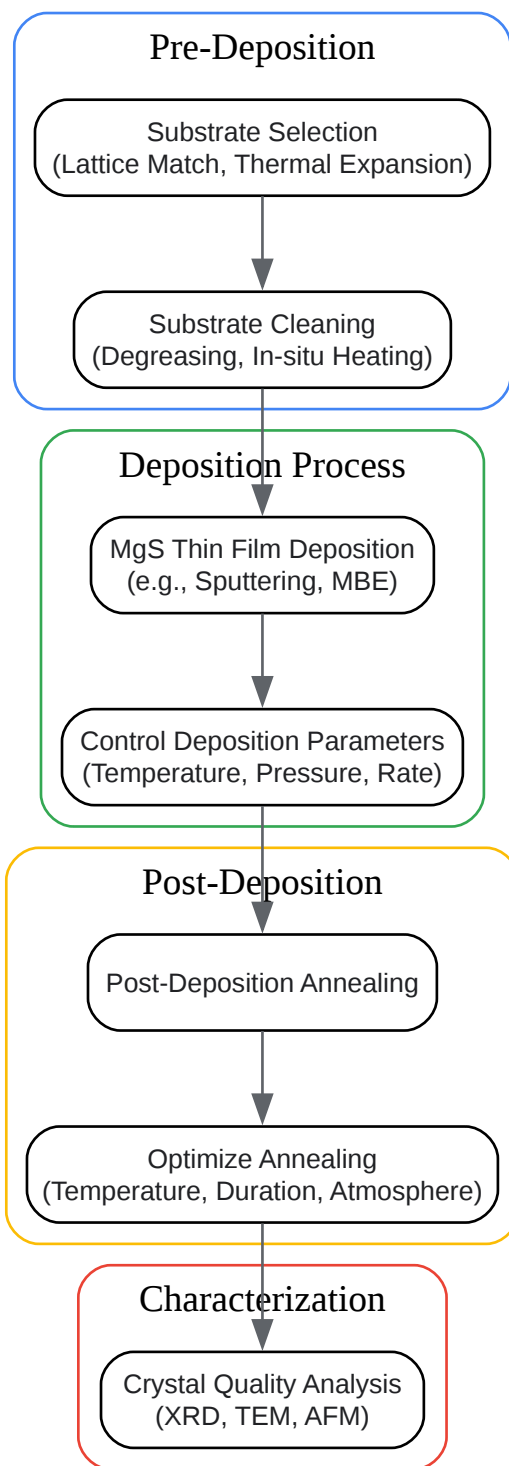 Pre-Deposition
Substrate Selection
(Lattice Match, Thermal Expansion)
Substrate Cleaning
(Degreasing, In-situ Heating)
Deposition Process
MgS Thin Film Deposition
(e.g., Sputtering, MBE)
Control Deposition Parameters
(Temperature, Pressure, Rate)
Post-Deposition
Post-Deposition Annealing
Optimize Annealing
(Temperature, Duration, Atmosphere)
Characterization
Crystal Quality Analysis
(XRD, TEM, AFM)